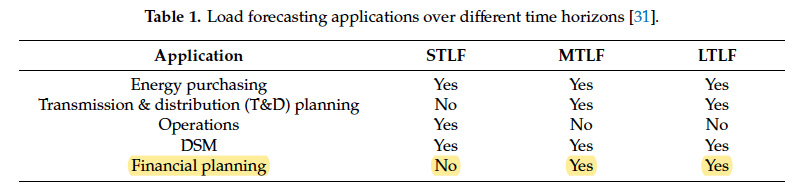 Table 1. Load forecasting applications over different time horizons [31].
Application STLF MTLF LTLF
Energy purchasing Yes Yes Yes
Transmission & distribution (T&D) planning No Yes Yes
Operations Yes No No
DSM Yes Yes Yes
Financial planning No Yes Yes